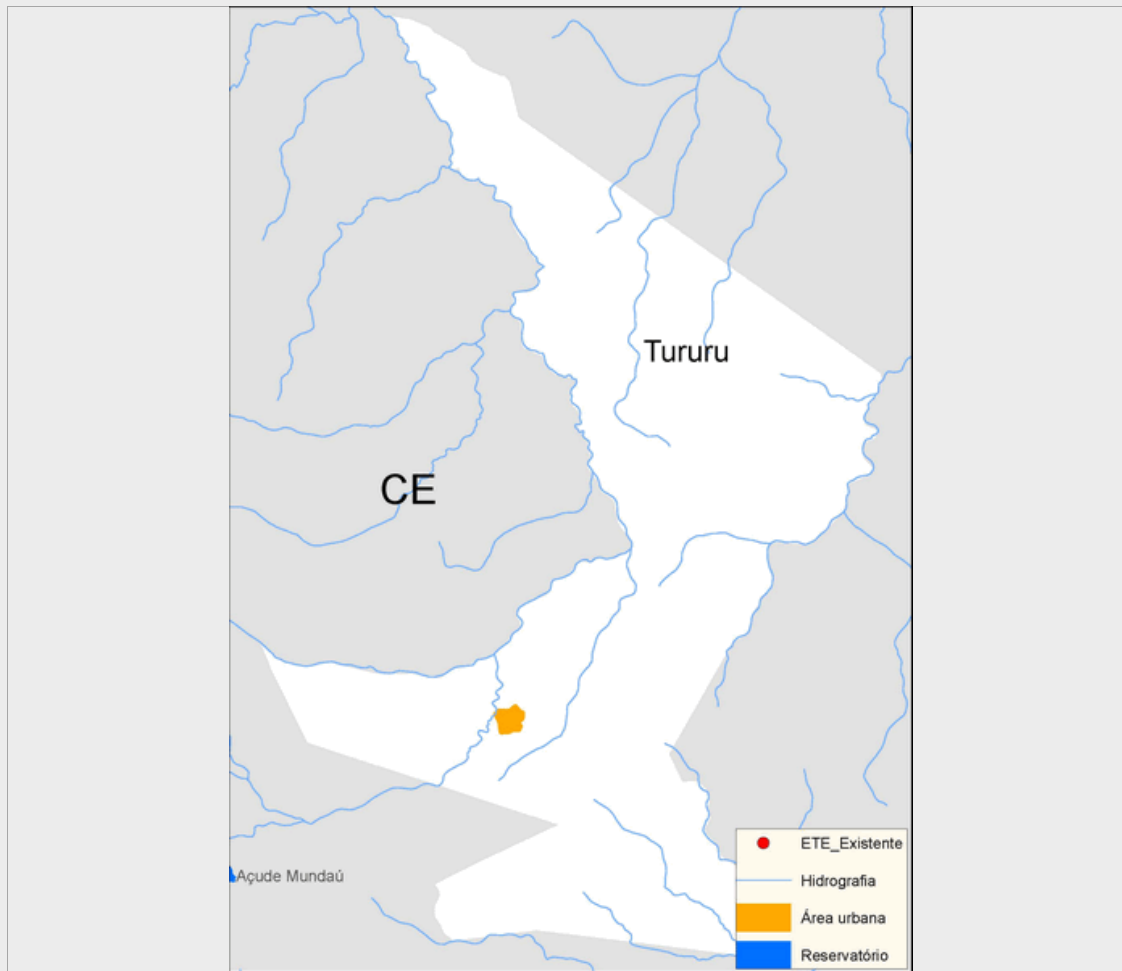 Tururu
CE
Açude Mundaú
ETE_Existente
Hidrografia
Área urbana
Reservatório